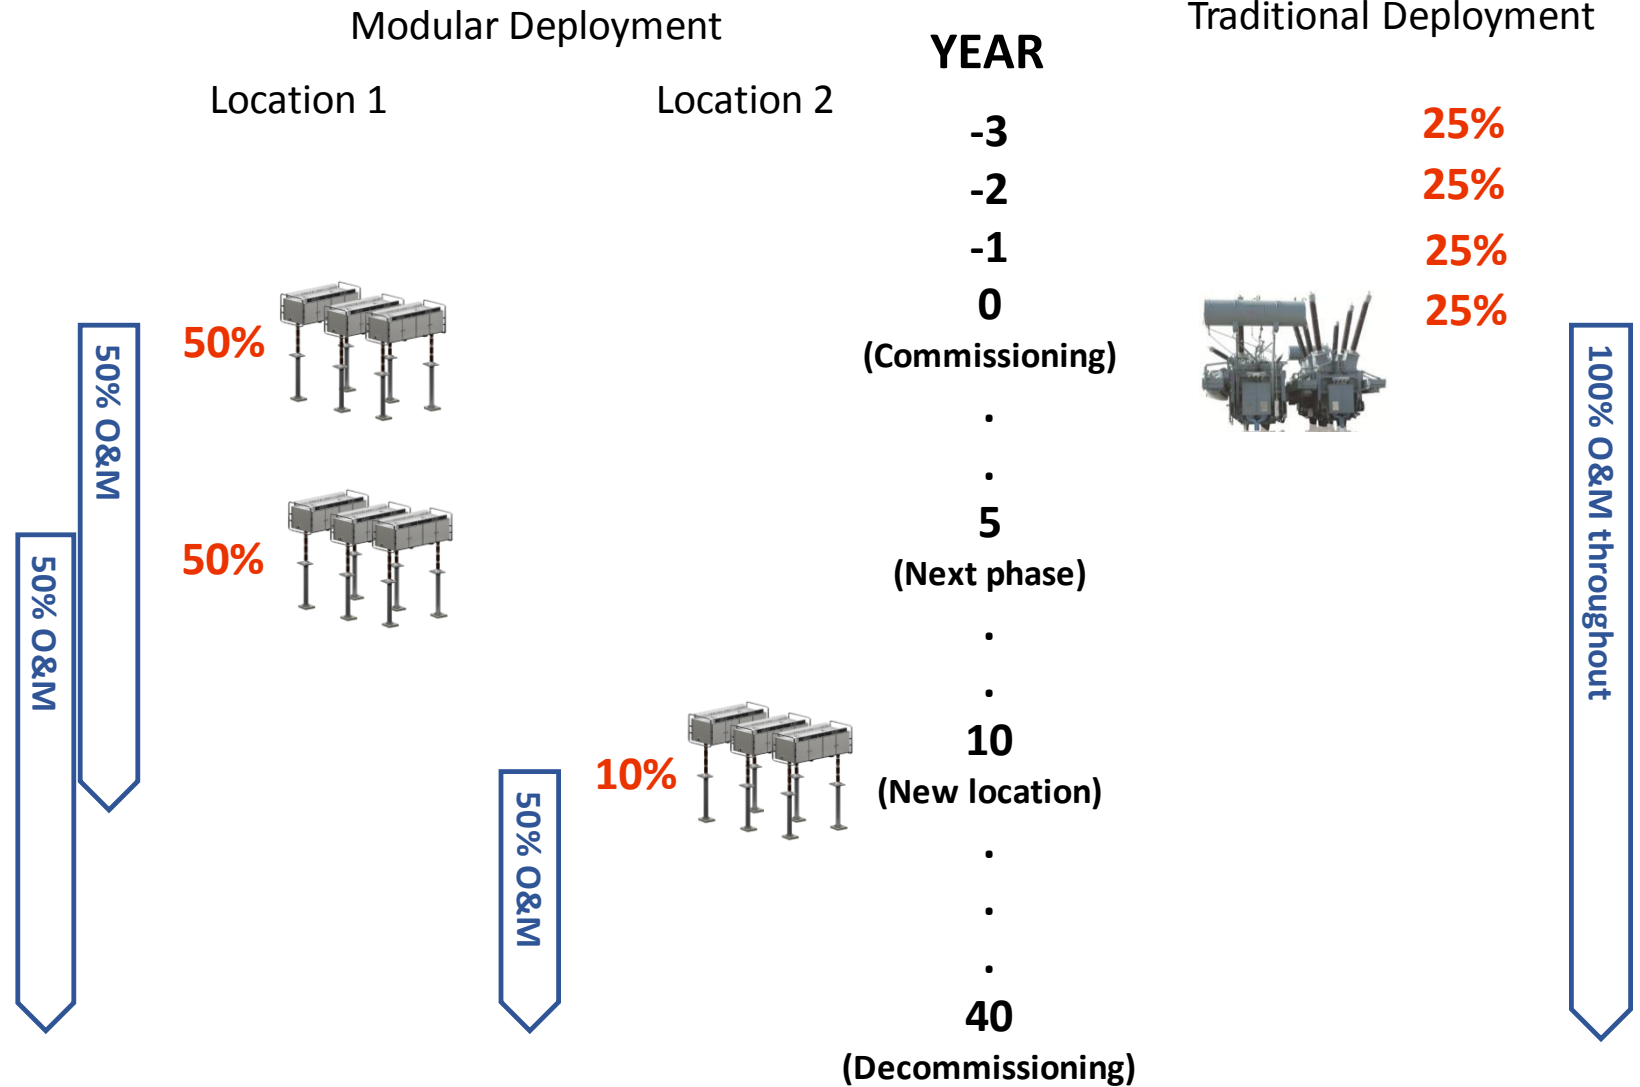 Modular Deployment
Traditional Deployment
YEAR
Location 1
Location 2
-3
25%
-2
25%
-1
25%
0
25%
(Commissioning)
50%
50% O&M
100% O&M throughout
.
.
5
(Next phase)
50%
50% O&M
.
.
10
(New location)
10%
50% O&M
.
.
.
40
(Decommissioning)